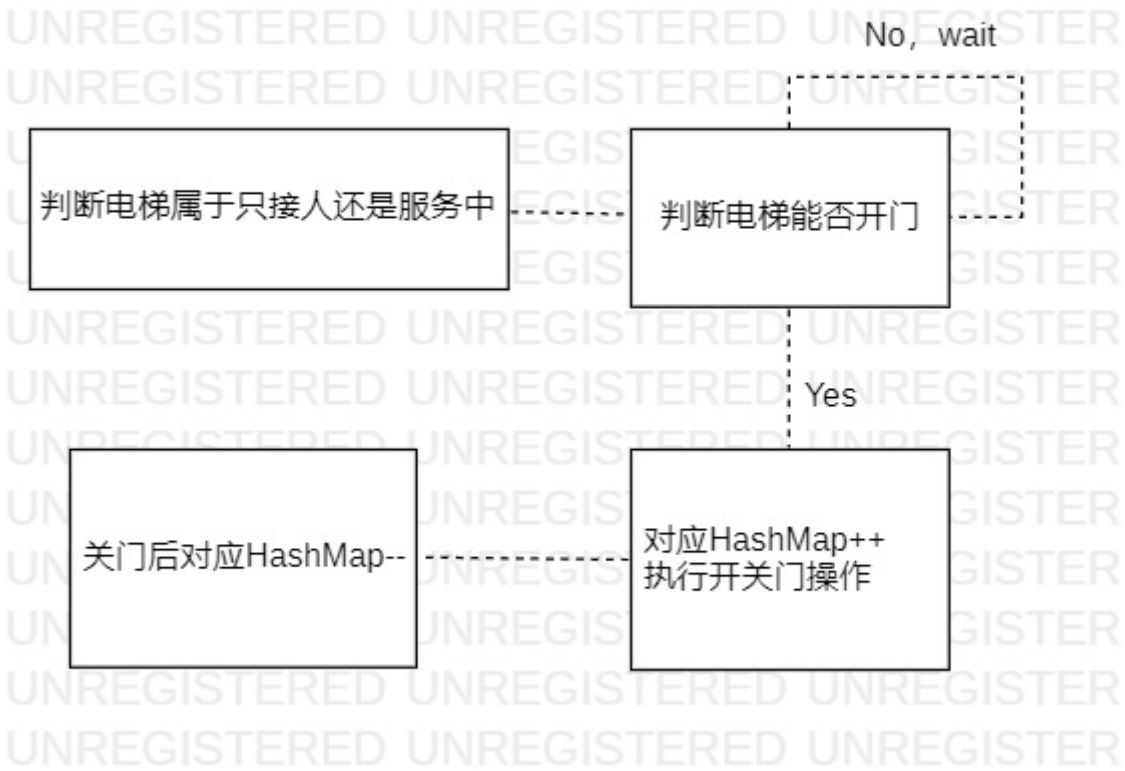 No，wait
判断电梯属于只接人还是服务中
判断电梯能否开门
Yes
对应HashMap++
执行开关门操作
关门后对应HashMap--
UNREGISTERED